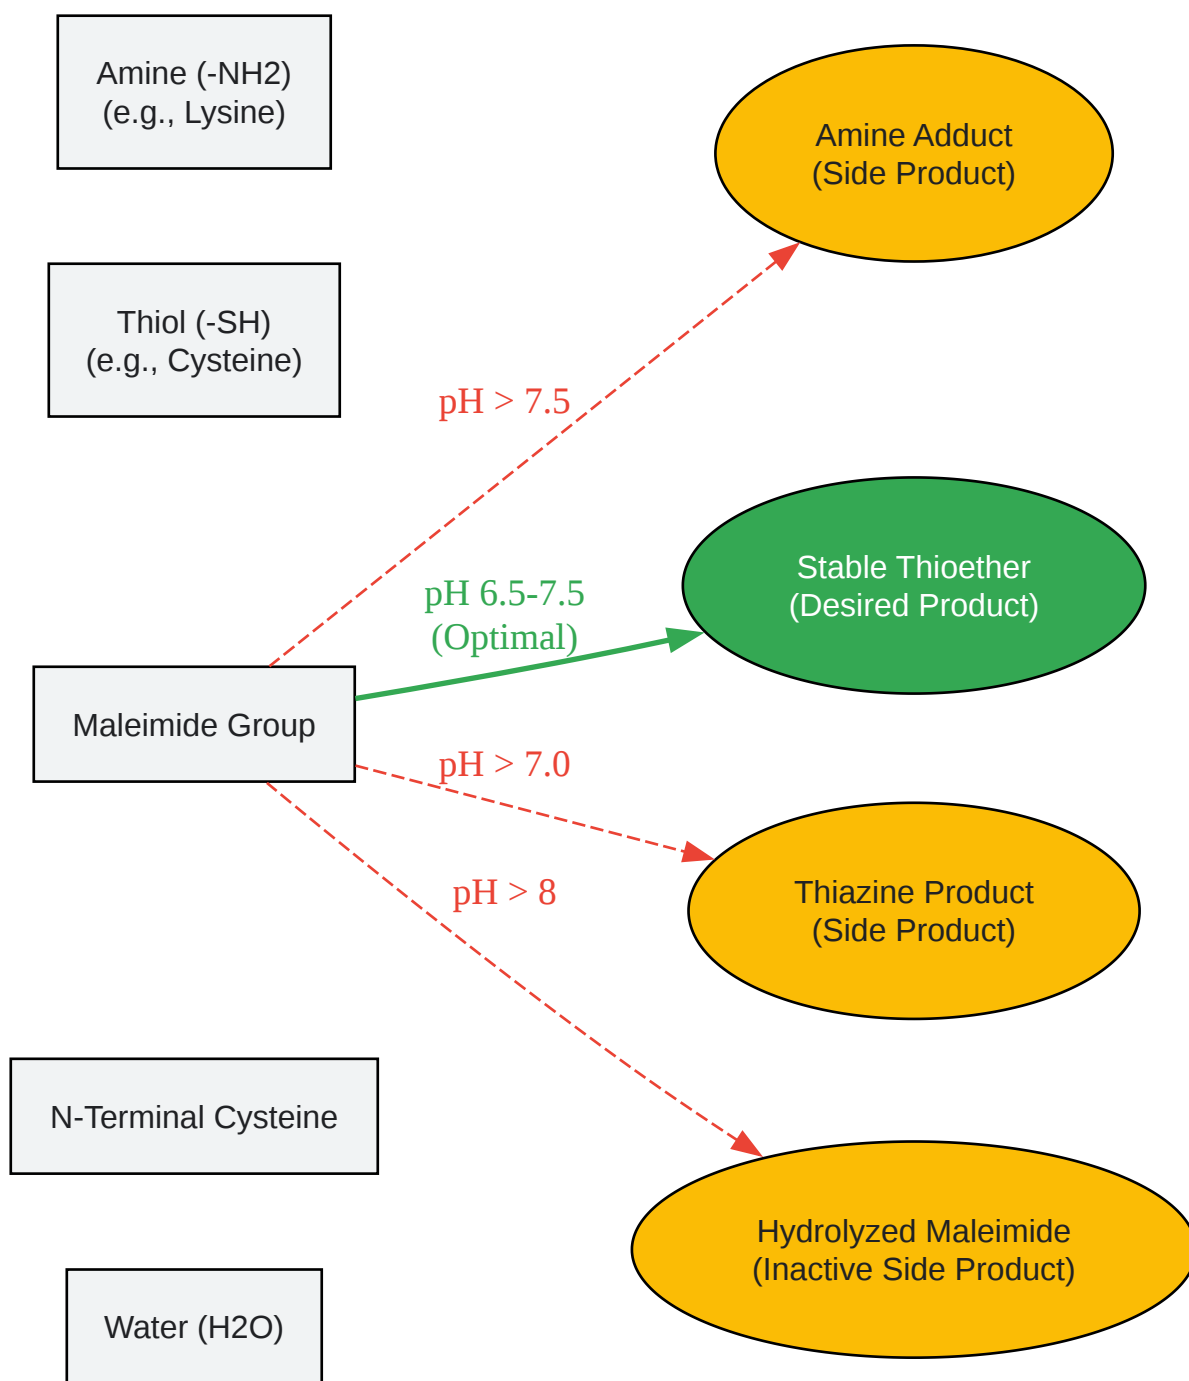 Amine (-NH2)
(e.g., Lysine)
Amine Adduct
(Side Product)
Thiol (-SH)
(e.g., Cysteine)
pH > 7.5
Stable Thioether
(Desired Product)
pH 6.5-7.5
(Optimal)
Maleimide Group
pH > 7.0
pH > 8
Thiazine Product
(Side Product)
N-Terminal Cysteine
Hydrolyzed Maleimide
(Inactive Side Product)
Water (H2O)